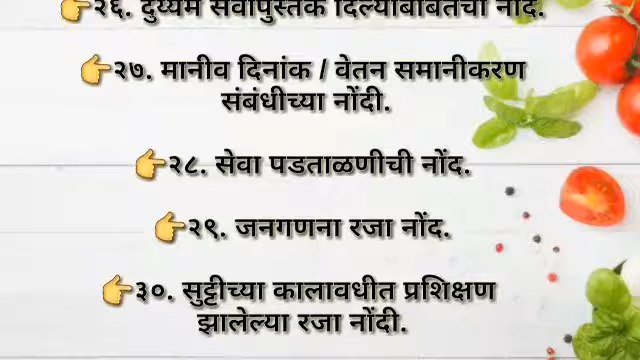 👉२६. दुय्यम सेवापुस्तक दिल्याबाबतची नोंद.
👉२७. मानीव दिनांक / वेतन समानीकरण
संबंधीच्या नोंदी.
👉२८. सेवा पडताळणीची नोंद.
👉२९. जनगणना रजा नोंद.
👉३०. सुट्टीच्या कालावधीत प्रशिक्षण
झालेल्या रजा नोंदी.